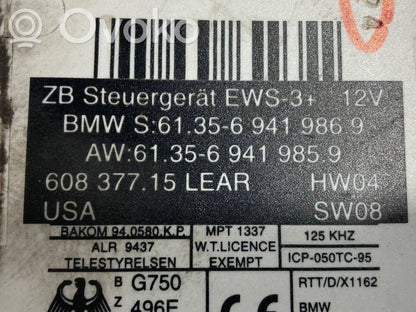 OVOKO
ZB Steuergerät EWS-3+ 12V
BMW S:61.35-6 941 986 9
AW:61.35-6 941 985.9
608 377.15 LEAR HW04
USA SW08
BAKOM 94.0580.K.P.
ALR 9437
TELESTYRELSEN
MPT 1337
W.T.LICENCE
EXEMPT
125 KHZ
ICP-050TC-95
B G750
Z 496E
CE
RTT/D/X1162
BMW